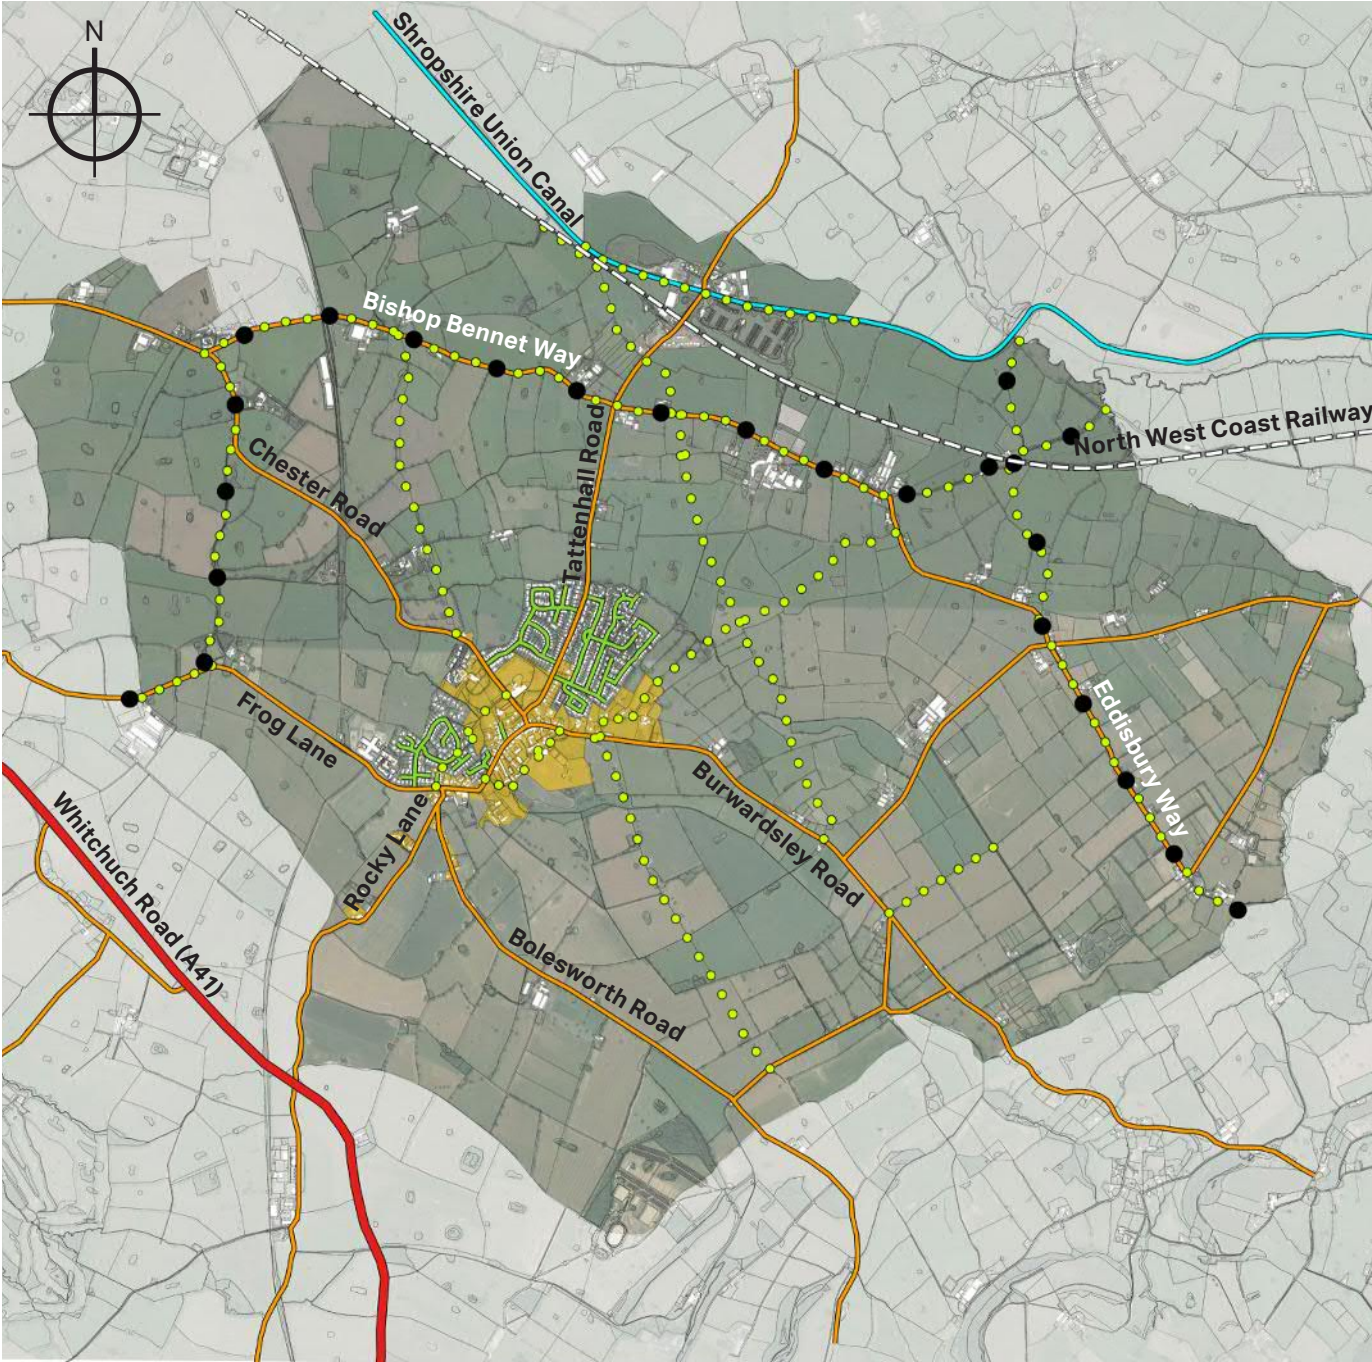 N
Shropshire Union Canal
Bishop Bennet Way
North West Coast Railway
Chester Road
Tattenhall Road
Frog Lane
Eddisbury Way
Burwardsley Road
Whitchuch Road (A41)
Rocky Lane
Bolesworth Road